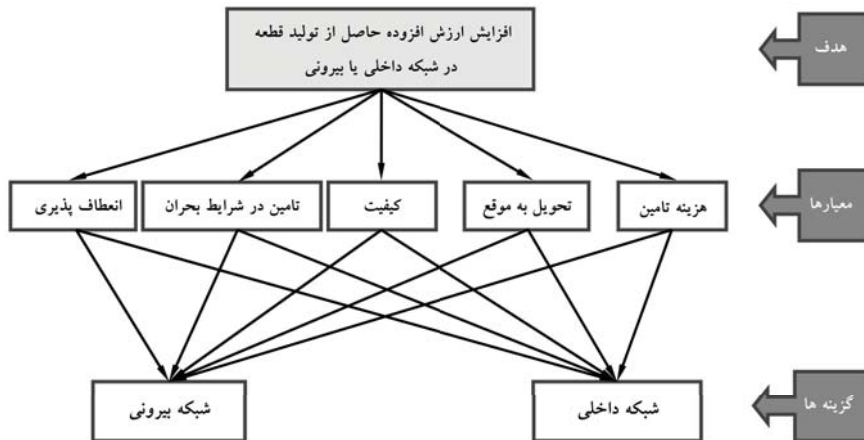 افزایش ارزش افزوده حاصل از تولید قطعه
در شبکه داخلی یا بیرونی
هدف
هزینه تامین
تحویل به موقع
کیفیت
تامین در شرایط بحران
انعطاف پذیری
معیارها
شبکه داخلی
شبکه بیرونی
گزینه ها